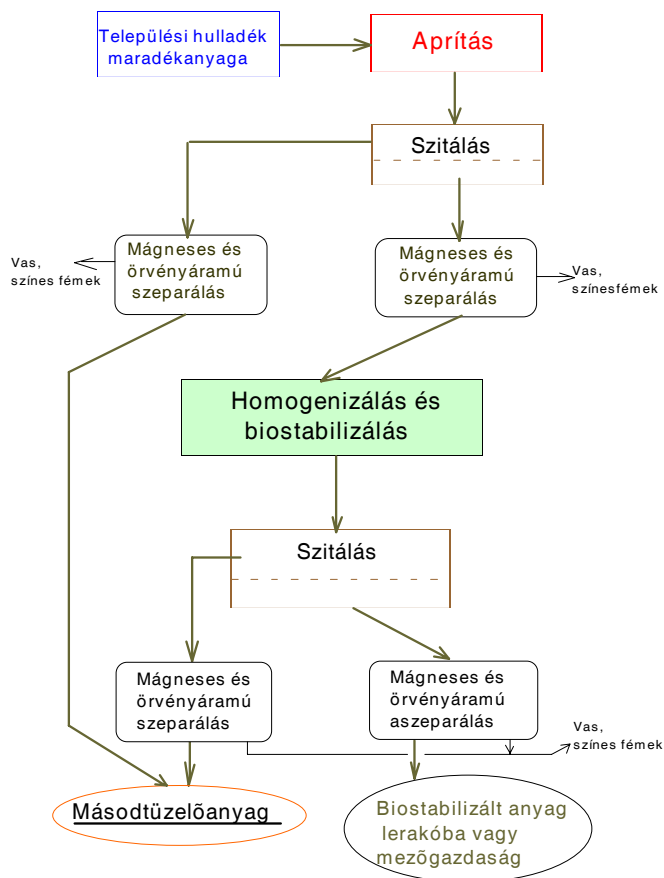 Települési hulladék
maradékanyaga
Aprítás
Szitálás
Mágneses és
örvényáramú
szeparálás
Vas,
színes fémek
Mágneses és
örvényáramú
szeparálás
Vas,
színesfémek
Homogenizálás és
biostabilizálás
Szitálás
Mágneses és
örvényáramú
szeparálás
Mágneses és
örvényáramú
aszeparálás
Vas,
színes fémek
Másodtüzelõanyag
Biostabilizált anyag
lerakóba vagy
mezõgazdaság